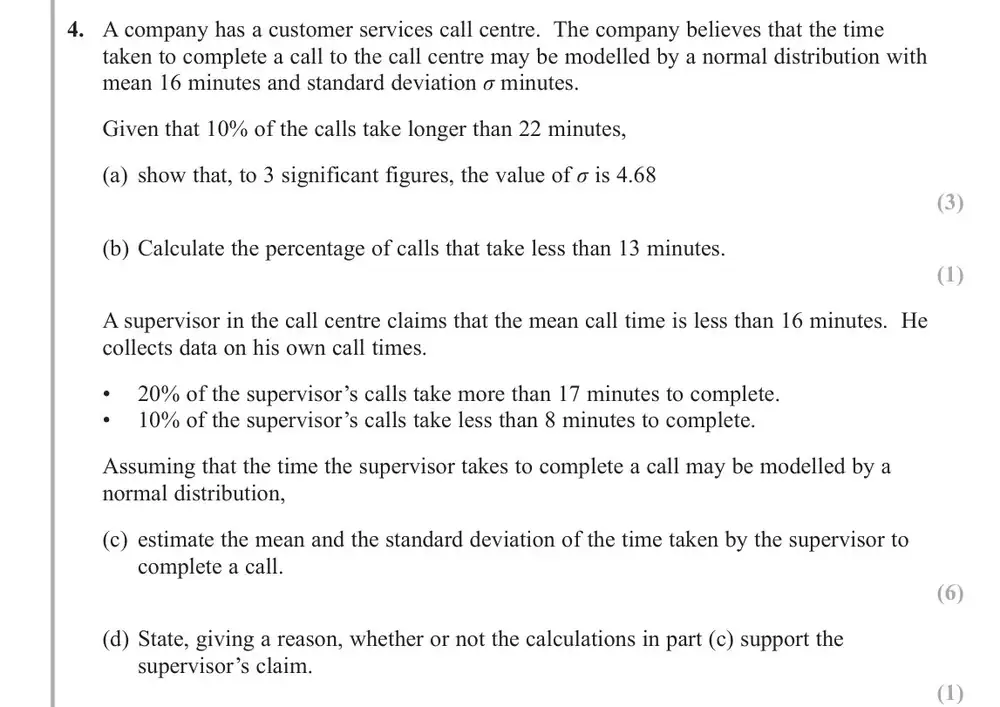 4. A company has a customer services call centre. The company believes that the time
taken to complete a call to the call centre may be modelled by a normal distribution with
mean 16 minutes and standard deviation σ minutes.
Given that 10% of the calls take longer than 22 minutes,
(a) show that, to 3 significant figures, the value of σ is 4.68
(3)
(b) Calculate the percentage of calls that take less than 13 minutes.
(1)
A supervisor in the call centre claims that the mean call time is less than 16 minutes. He
collects data on his own call times.
• 20% of the supervisor’s calls take more than 17 minutes to complete.
• 10% of the supervisor’s calls take less than 8 minutes to complete.
Assuming that the time the supervisor takes to complete a call may be modelled by a
normal distribution,
(c) estimate the mean and the standard deviation of the time taken by the supervisor to
complete a call.
(6)
(d) State, giving a reason, whether or not the calculations in part (c) support the
supervisor’s claim.
(1)